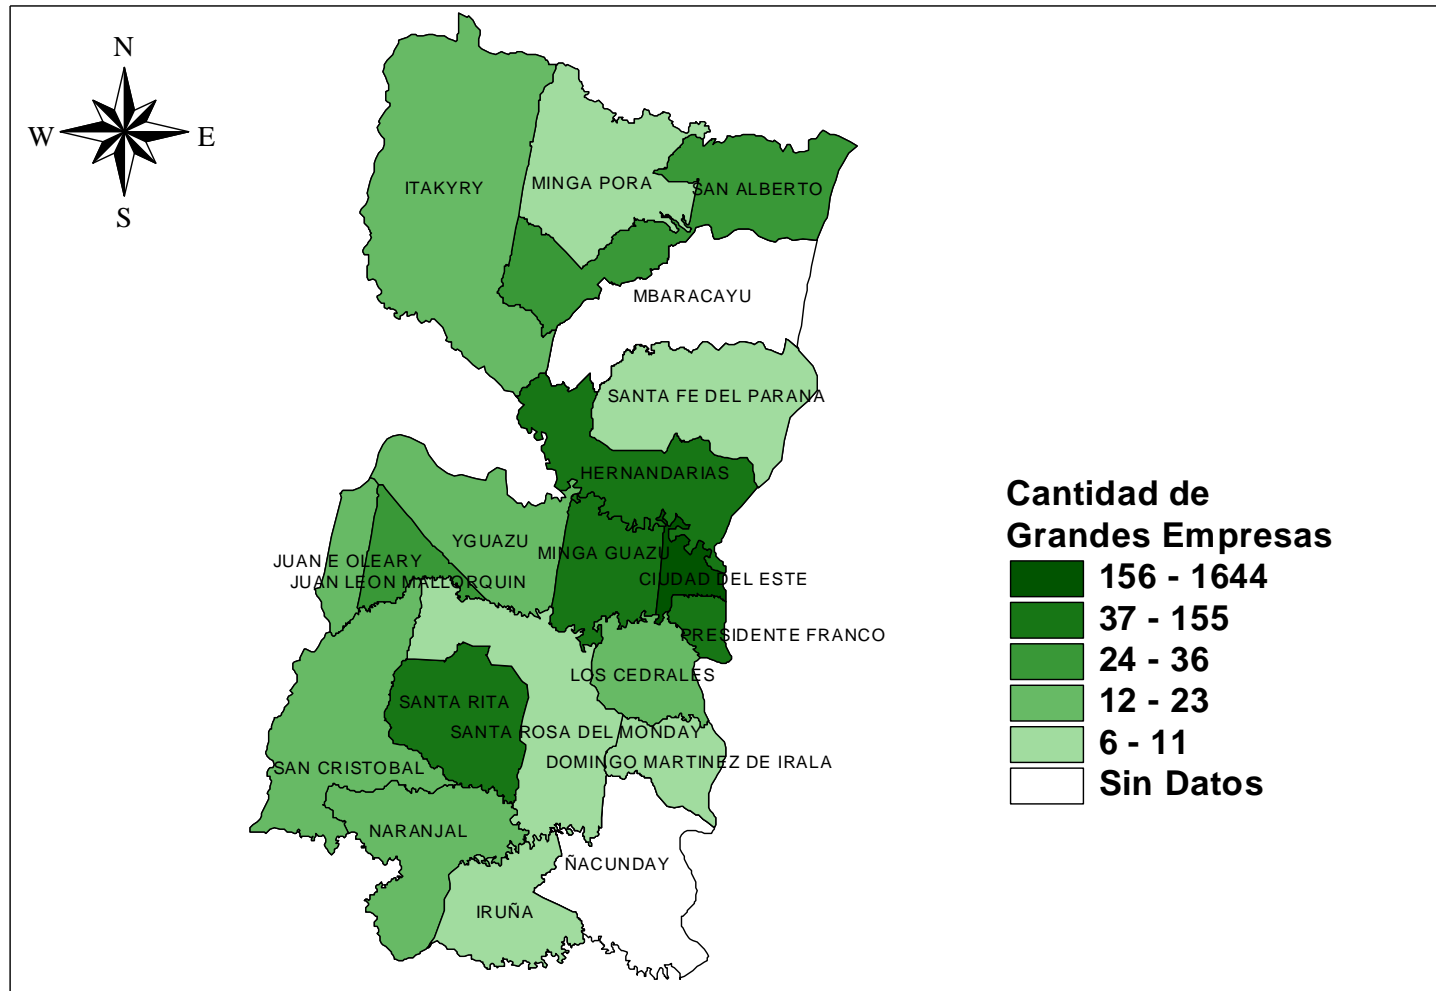 N
W
E
S
ITAKYRY
MINGA PORA
SAN ALBERTO
MBARACAYU
SANTA FE DEL PARANA
HERNANDARIAS
YGUAZU
MINGA GUAZU
JUAN E OLEARY
JUAN LEON MALLORQUIN
CIUDAD DEL ESTE
PRESIDENTE FRANCO
LOS CEDRALES
SANTA RITA
SANTA ROSA DEL MONDAY
DOMINGO MARTINEZ DE IRALA
SAN CRISTOBAL
NARANJAL
ÑACUNDAY
IRUÑA
Cantidad de
Grandes Empresas
156 - 1644
37 - 155
24 - 36
12 - 23
6 - 11
Sin Datos